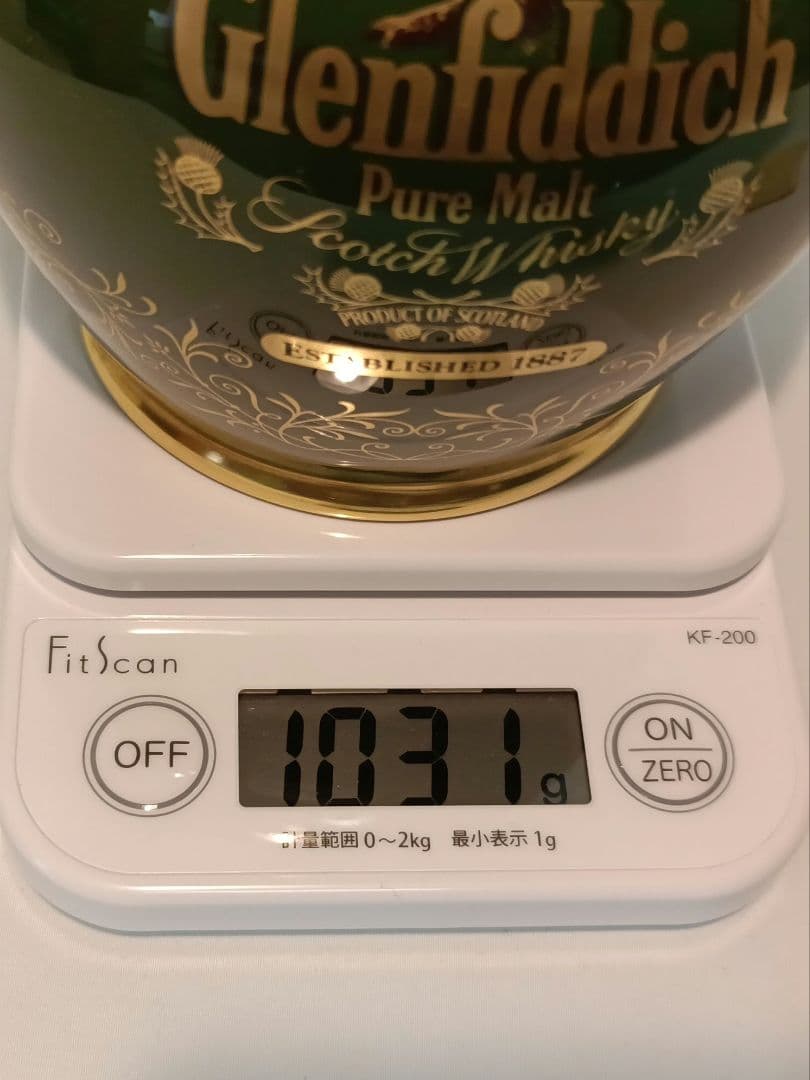 Glenfiddich
Pure Malt
Scotch Whisky
PRODUCT OF SCOTLAND
ESTABLISHED 1887
FitScan
KF-200
OFF
1031g
ON
ZERO
計量範囲 0～2kg 最小表示 1g